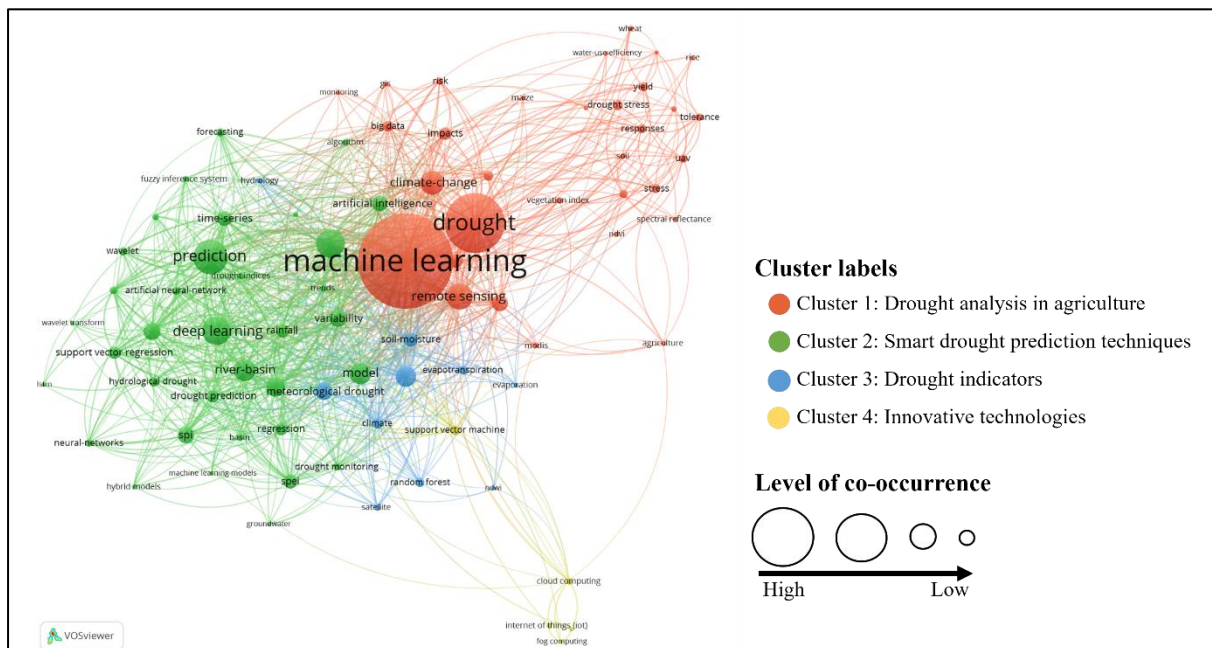 wheat
water-use efficiency
rice
gis
risk
monitoring
yield
maize
drought stress
tolerance
big data
impacts
responses
forecasting
algorithm
soil
uav
fuzzy inference system
hydrology
climate-change
stress
artificial intelligence
vegetation index
time-series
drought
spectral reflectance
ndvi
wavelet
prediction
machine learning
drought indices
artificial neural-network
trends
remote sensing
wavelet transform
deep learning
rainfall
variability
soil-moisture
modis
agriculture
support vector regression
river-basin
model
evapotranspiration
hydrological drought
meteorological drought
evaporation
drought prediction
climate
support vector machine
spi
basin
regression
neural-networks
machine learning-models
drought monitoring
hybrid models
spei
random forest
ndwi
satellite
groundwater
cloud computing
internet of things (iot)
fog computing
VOSviewer
Cluster labels
Cluster 1: Drought analysis in agriculture
Cluster 2: Smart drought prediction techniques
Cluster 3: Drought indicators
Cluster 4: Innovative technologies
Level of co-occurrence
High
Low